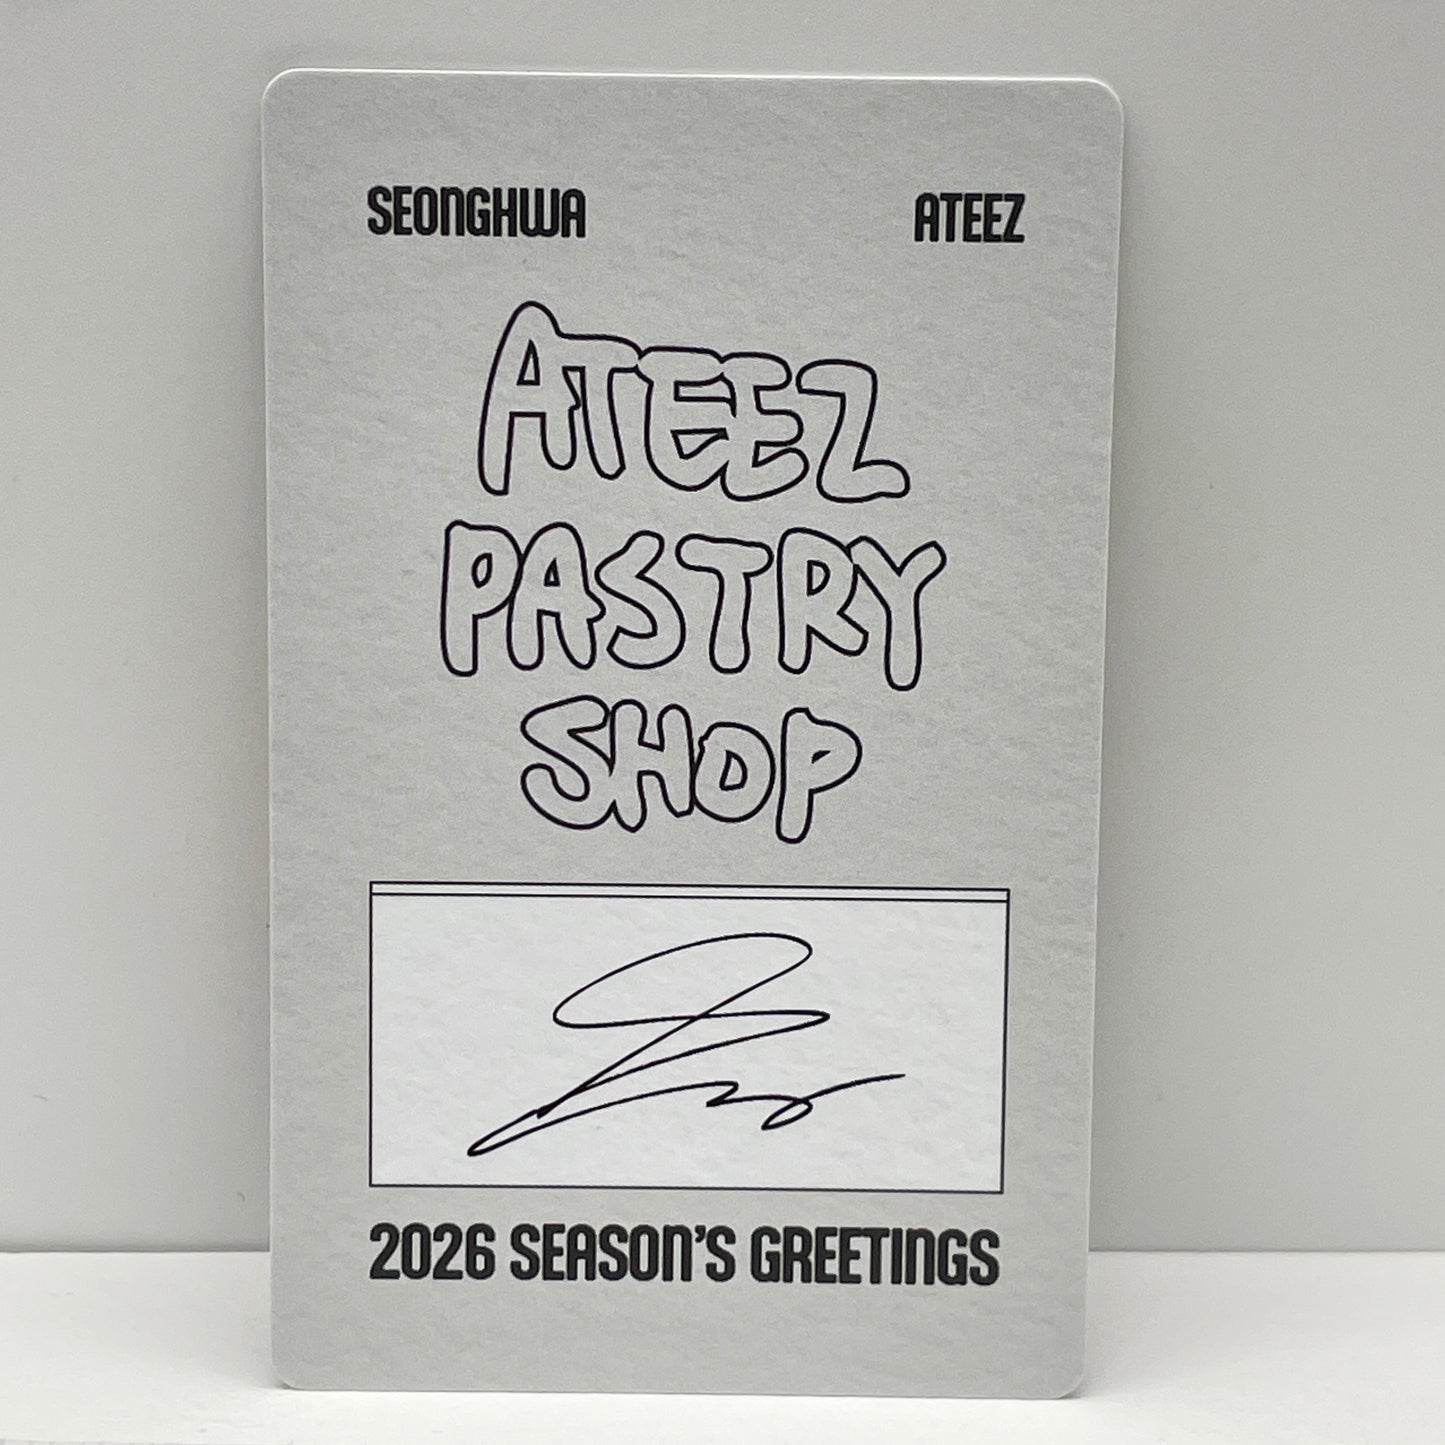 SEONGHWA ATEEZ
ATEEZ
PASTRY
SHOP
2026 SEASON'S GREETINGS